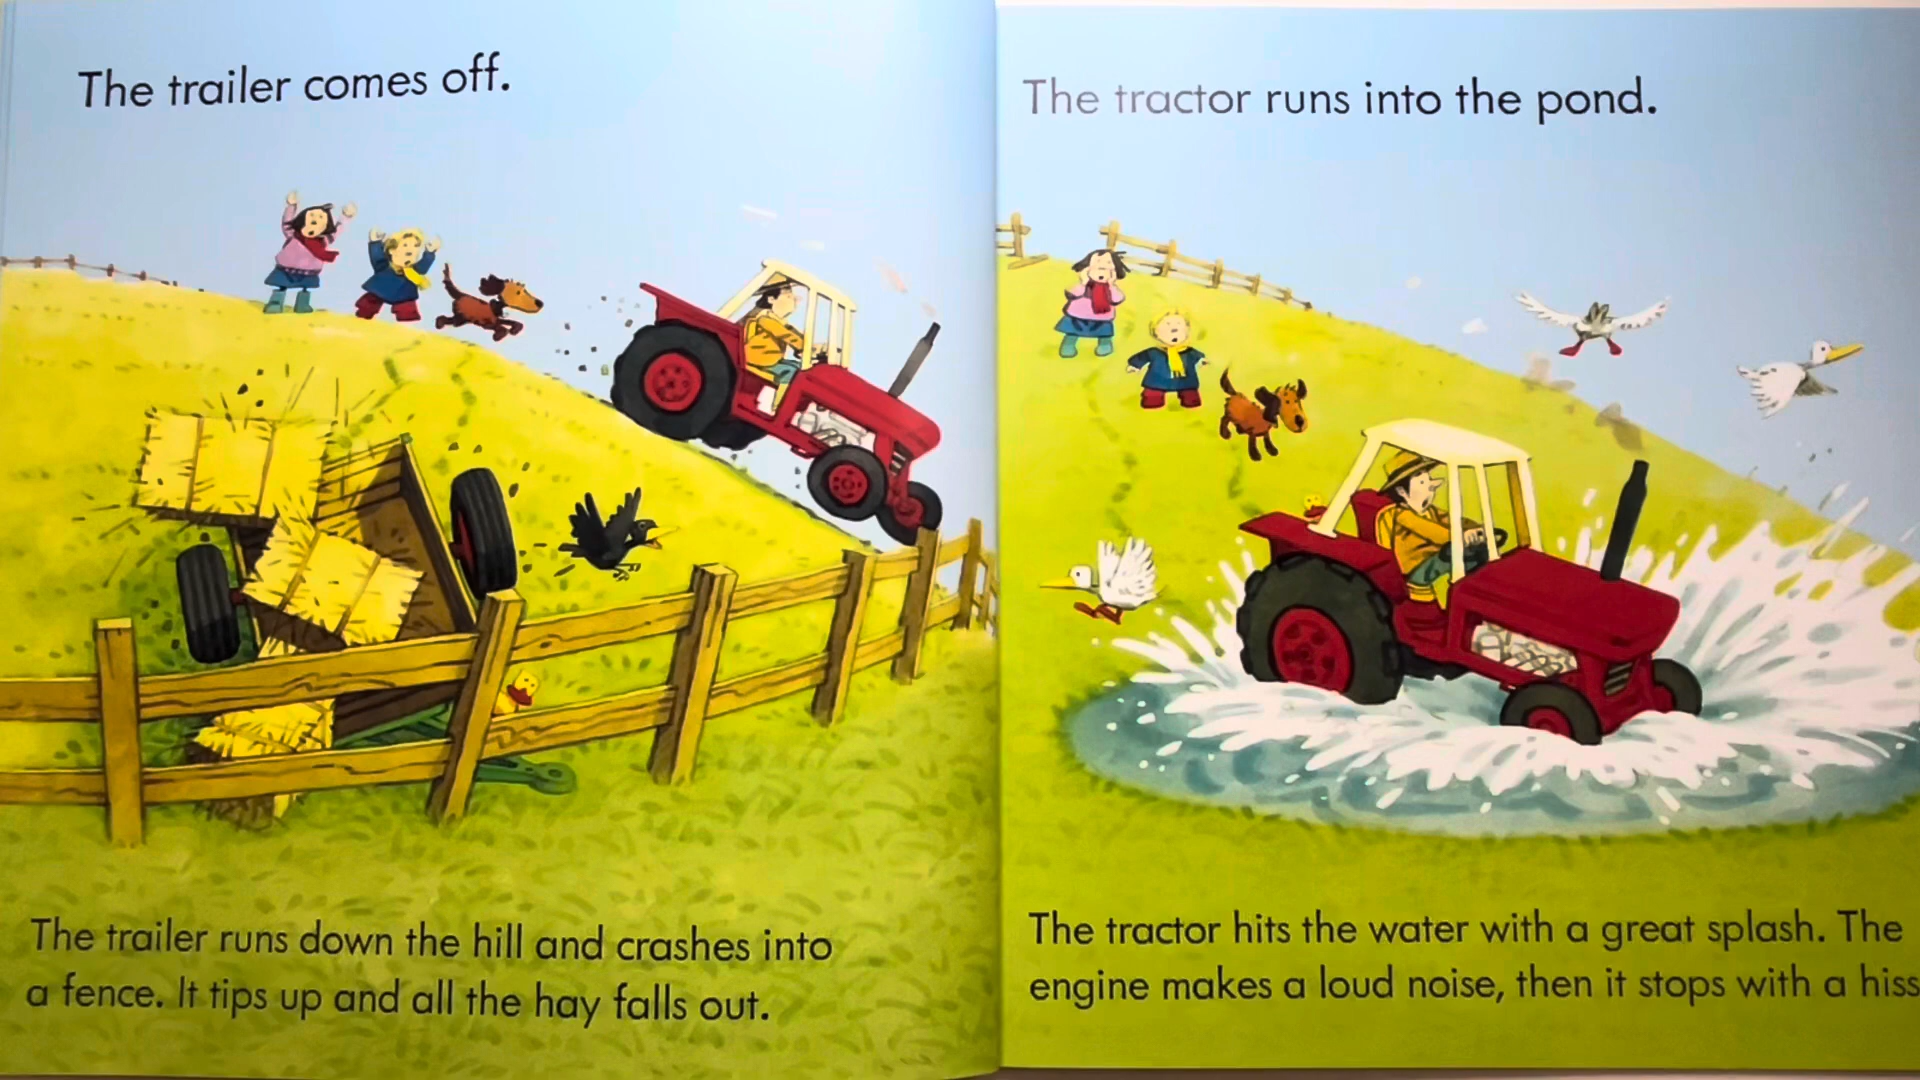 The trailer comes off.
The trailer runs down the hill and crashes into
a fence. It tips up and all the hay falls out.
The tractor runs into the pond.
The tractor hits the water with a great splash. The
engine makes a loud noise, then it stops with a hiss